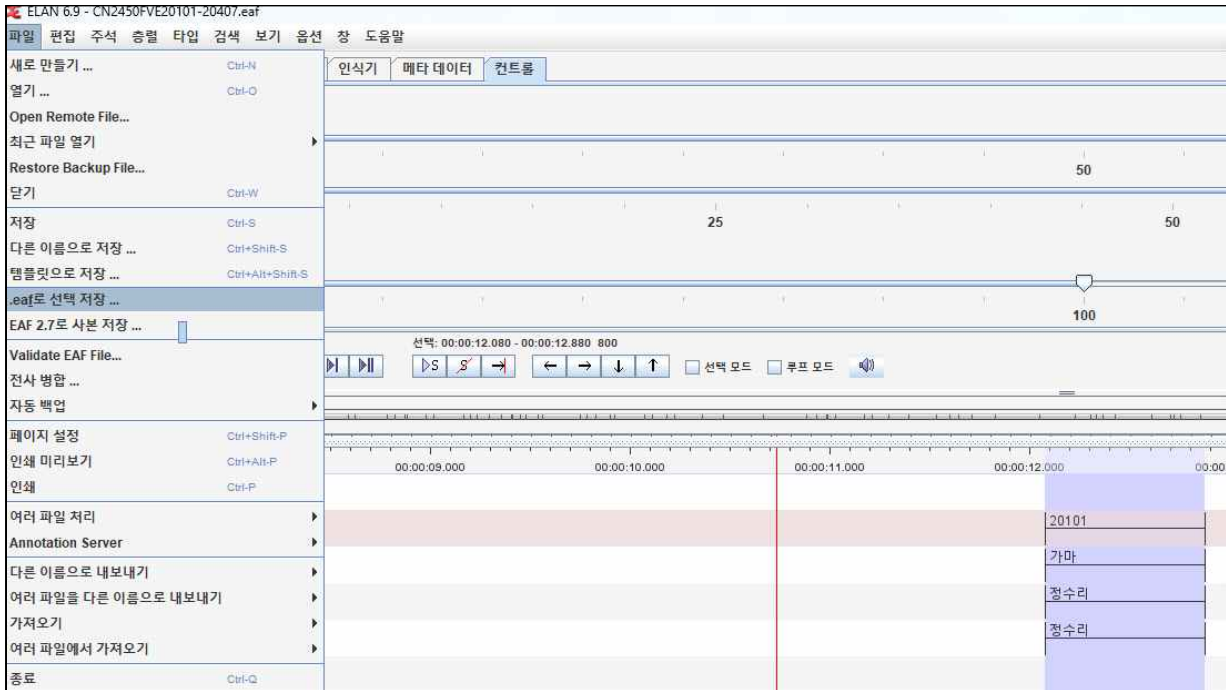 ELAN 6.9 - CN2450FVE20101-20407.eaf
파일 편집 주석 층렬 타입 검색 보기 옵션 창 도움말
새로 만들기 ... Ctrl-N
열기 ... Ctrl-O
Open Remote File...
최근 파일 열기
Restore Backup File...
닫기 Ctrl-W
저장 Ctrl-S
다른 이름으로 저장 ... Ctrl+Shift-S
템플릿으로 저장 ... Ctrl+Alt+Shift-S
.eaf로 선택 저장 ...
EAF 2.7로 사본 저장 ...
Validate EAF File...
전사 병합 ...
자동 백업
페이지 설정 Ctrl+Shift-P
인쇄 미리보기 Ctrl+Alt-P
인쇄 Ctrl-P
여러 파일 처리
Annotation Server
다른 이름으로 내보내기
여러 파일을 다른 이름으로 내보내기
가져오기
여러 파일에서 가져오기
종료 Ctrl-Q
인식기 메타 데이터 컨트롤
50
25 50
100
선택: 00:00:12.080 - 00:00:12.880 800
S S 선택 모드 루프 모드
00:00:09.000 00:00:10.000 00:00:11.000 00:00:12.000 00:00
20101
가마
정수리
정수리